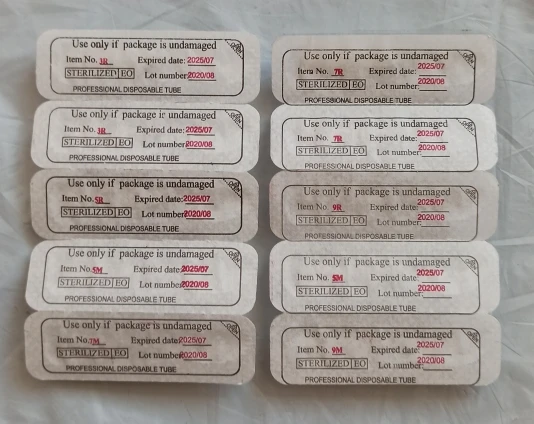 Use only if package is undamaged
Item No. 3R Expired date: 2025/07
STERILIZED EO Lot number 2020/08
PROFESSIONAL DISPOSABLE TUBE
Use only if package is undamaged
Item No. 3R Expired date: 2025/07
STERILIZED EO Lot number 2020/08
PROFESSIONAL DISPOSABLE TUBE
Use only if package is undamaged
Item No. 5R Expired date: 2025/07
STERILIZED EO Lot number 2020/08
PROFESSIONAL DISPOSABLE TUBE
Use only if package is undamaged
Item No. 5M Expired date: 2025/07
STERILIZED EO Lot number 2020/08
PROFESSIONAL DISPOSABLE TUBE
Use only if package is undamaged
Item No. 7M Expired date: 2025/07
STERILIZED EO Lot number 2020/08
PROFESSIONAL DISPOSABLE TUBE
Use only if package is undamaged
Item No. 7R Expired date: 2025/07
STERILIZED EO Lot number: 2020/08
PROFESSIONAL DISPOSABLE TUBE
Use only if package is undamaged
Item No. 7R Expired date: 2025/07
STERILIZED EO Lot number: 2020/08
PROFESSIONAL DISPOSABLE TUBE
Use only if package is undamaged
Item No. 9R Expired date: 2025/07
STERILIZED EO Lot number: 2020/08
PROFESSIONAL DISPOSABLE TUBE
Use only if package is undamaged
Item No. 5M Expired date: 2025/07
STERILIZED EO Lot number: 2020/08
PROFESSIONAL DISPOSABLE TUBE
Use only if package is undamaged
Item No. 9M Expired date: 2025/07
STERILIZED EO Lot number: 2020/08
PROFESSIONAL DISPOSABLE TUBE